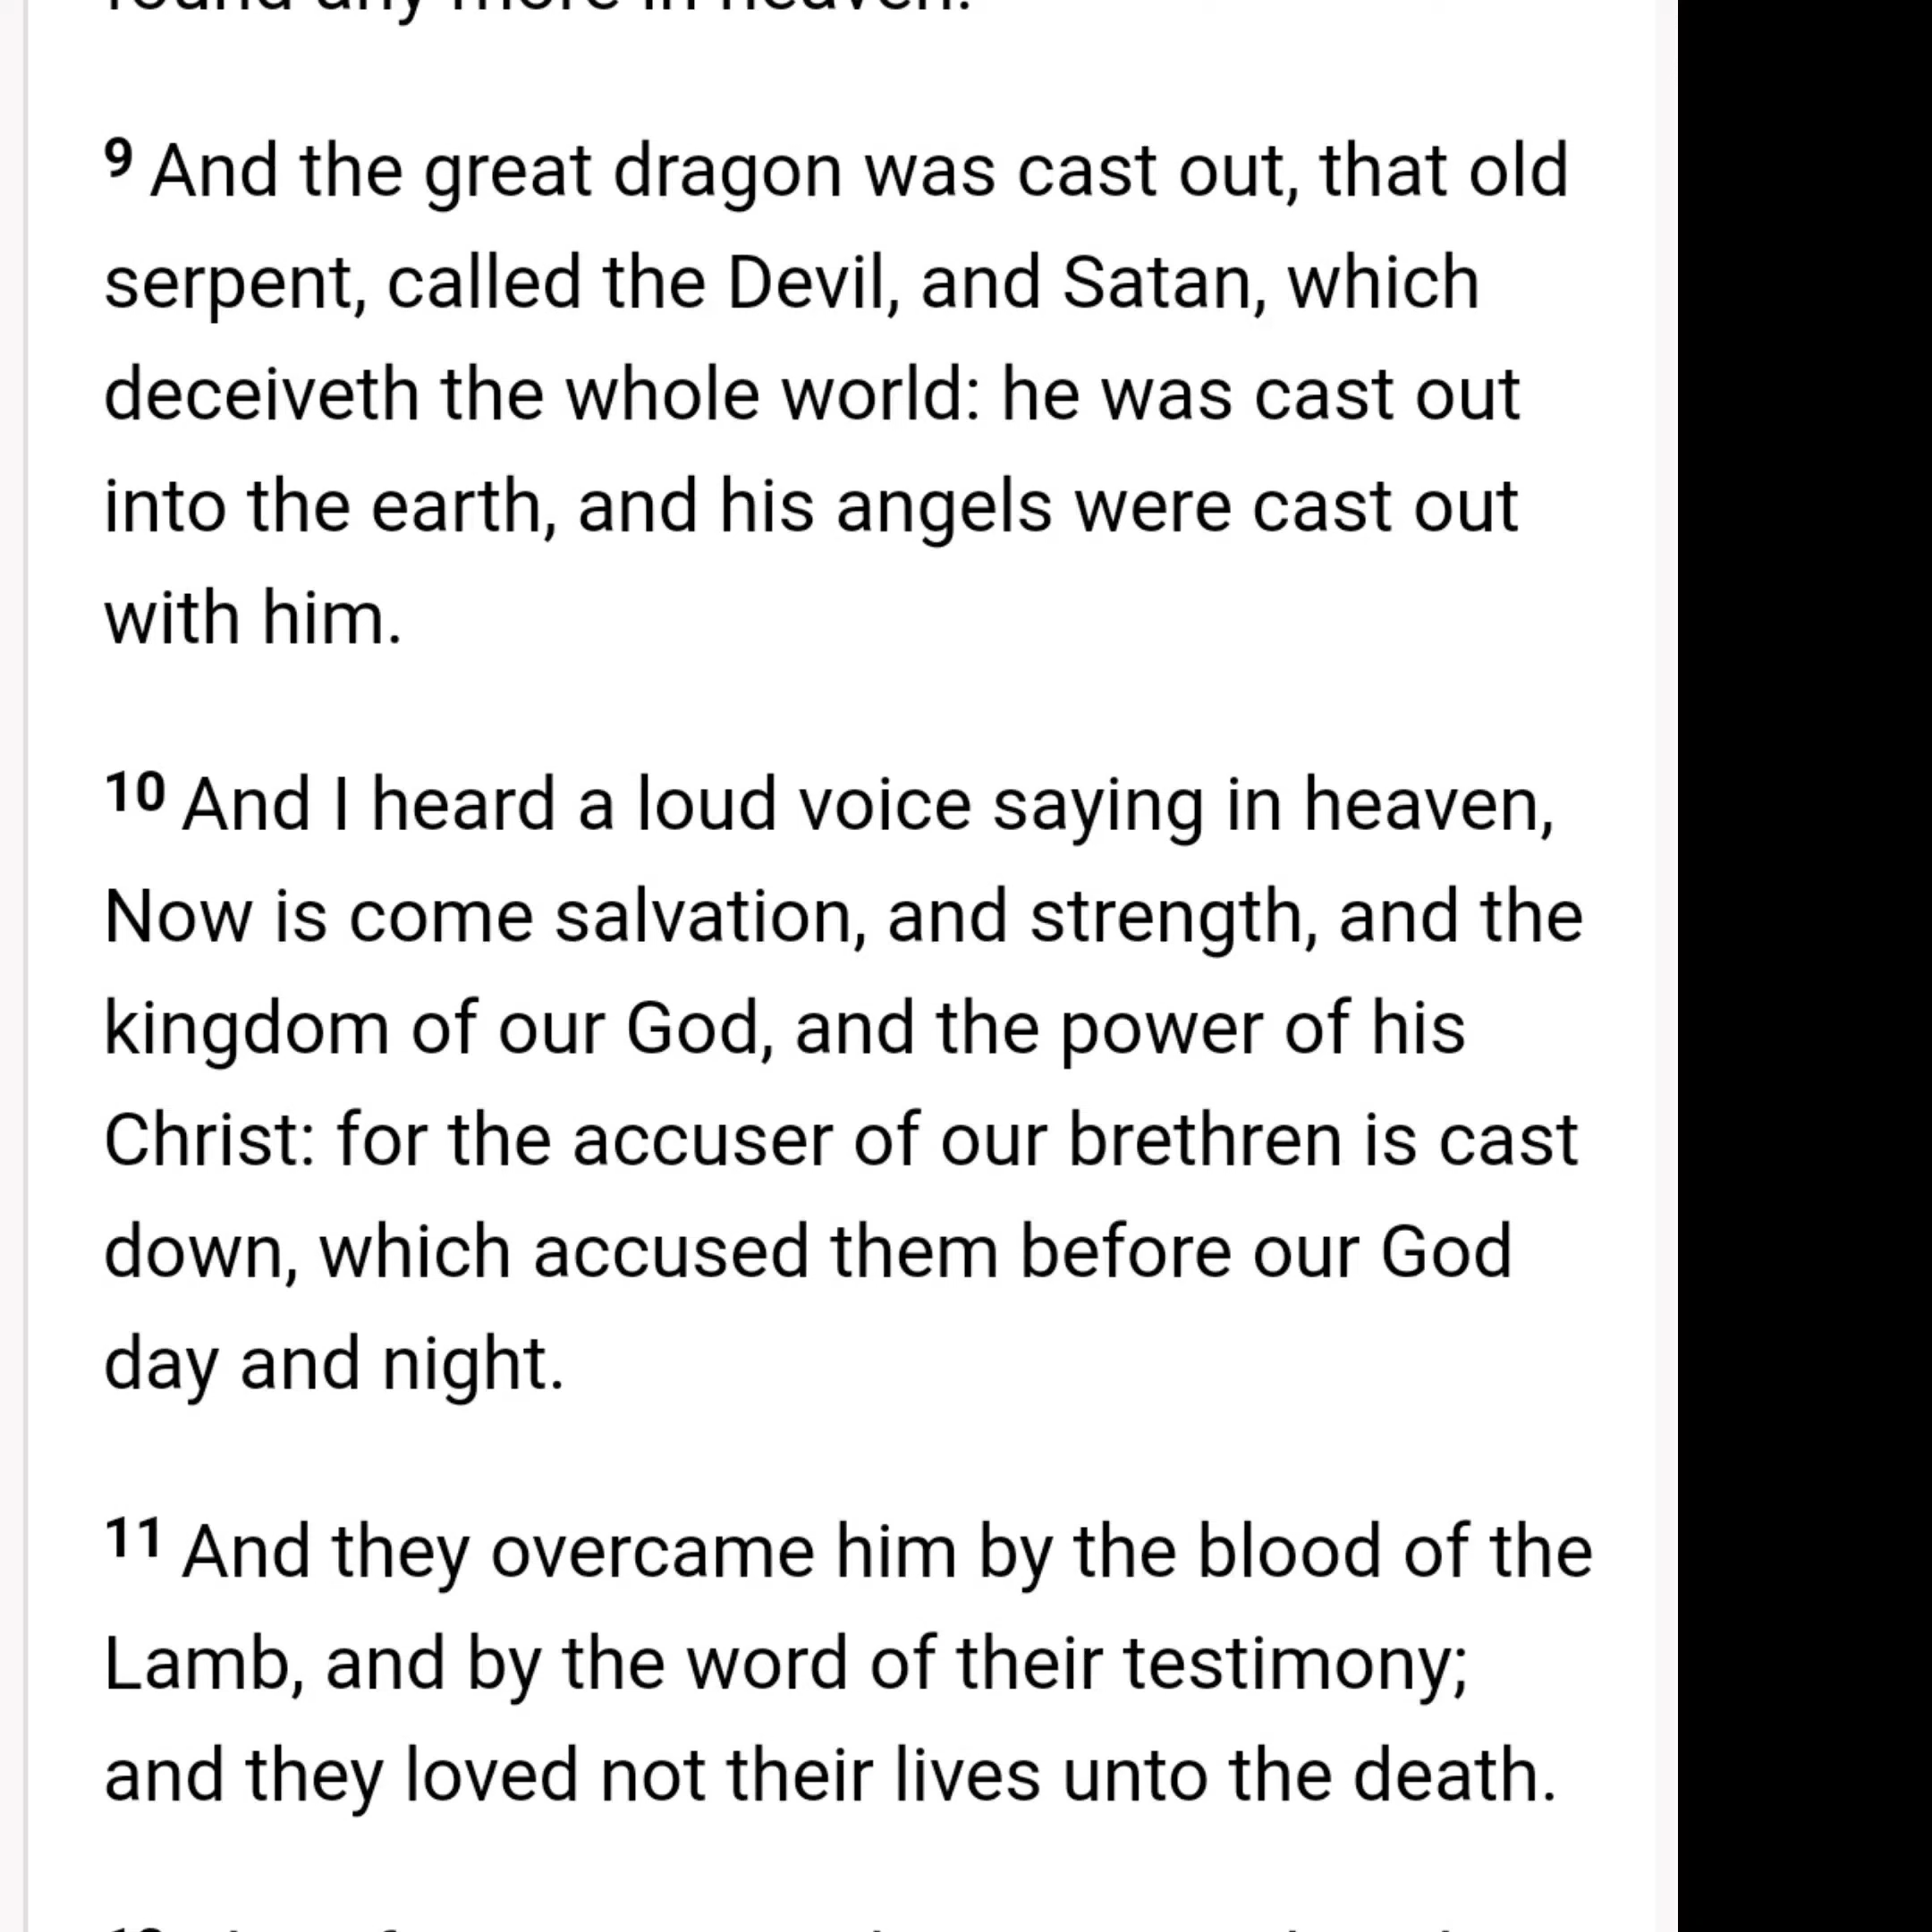 found any more in heaven.
9 And the great dragon was cast out, that old
serpent, called the Devil, and Satan, which
deceiveth the whole world: he was cast out
into the earth, and his angels were cast out
with him.
10 And I heard a loud voice saying in heaven,
Now is come salvation, and strength, and the
kingdom of our God, and the power of his
Christ: for the accuser of our brethren is cast
down, which accused them before our God
day and night.
11 And they overcame him by the blood of the
Lamb, and by the word of their testimony;
and they loved not their lives unto the death.